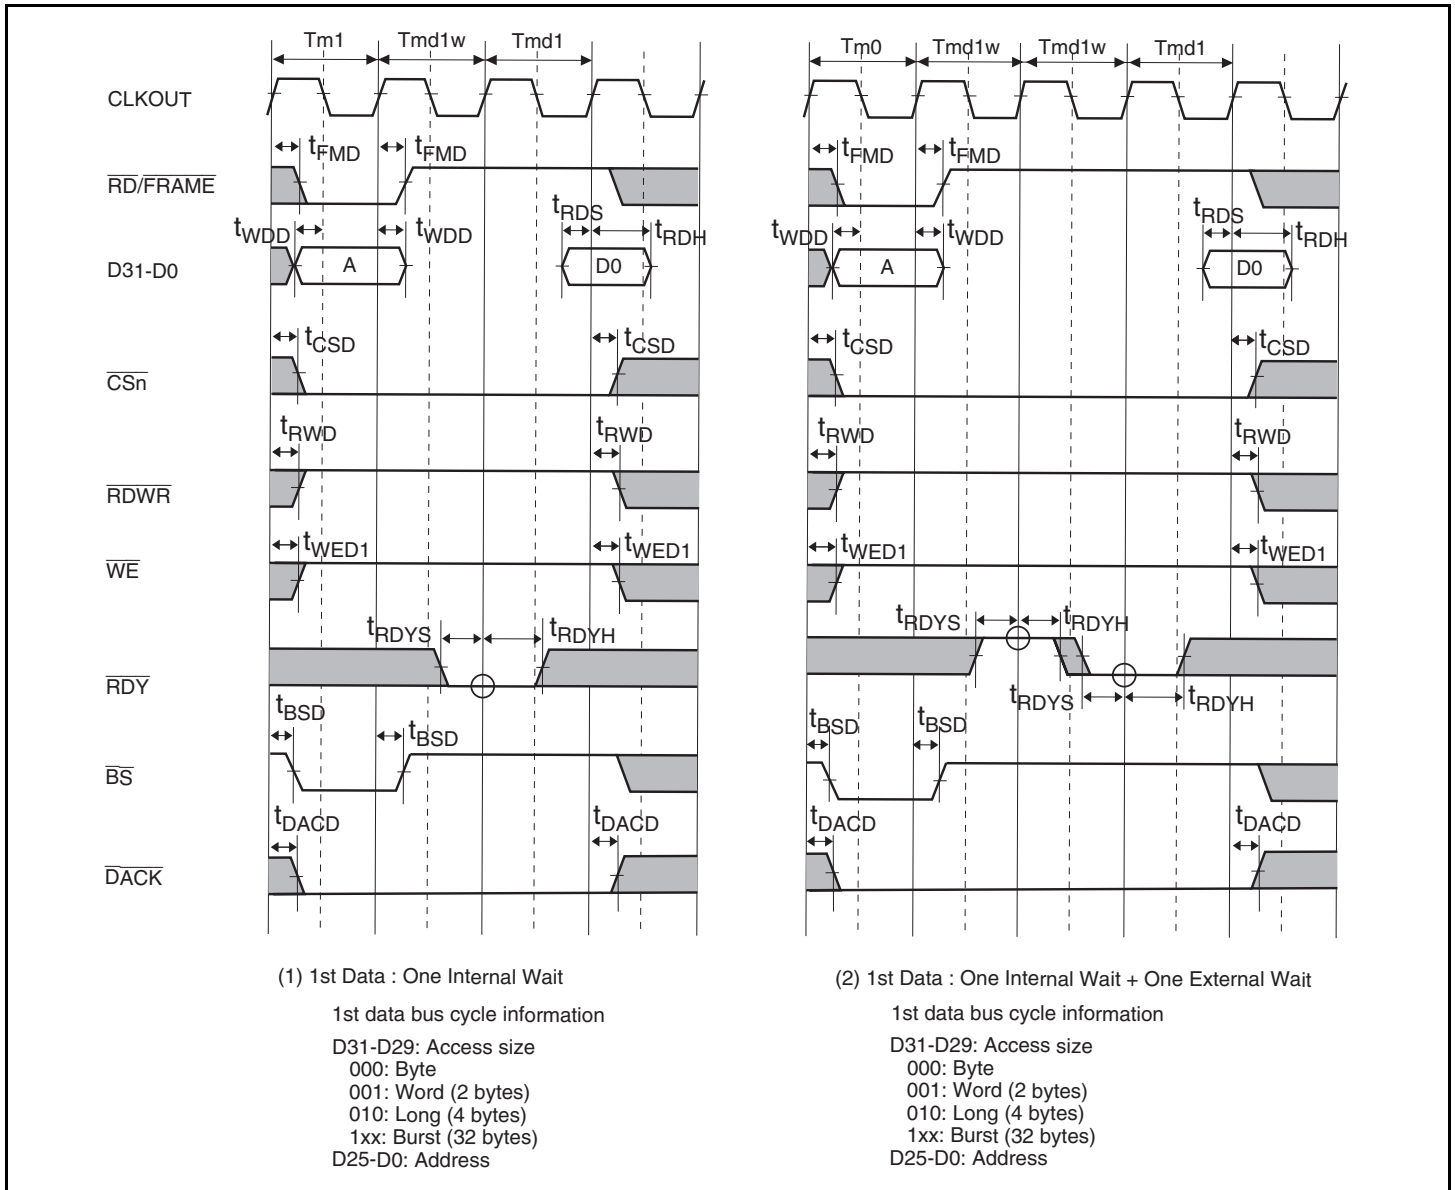 Tm1 Tmd1w Tmd1
Tm0 Tmd1w Tmd1w Tmd1
CLKOUT
tFMD tFMD tFMD tFMD
RD/FRAME
tRDS tRDS
tWDD tWDD tRDH tWDD tWDD tRDH
D31-D0 A D0 A D0
tCSD tCSD tCSD tCSD
CSn
tRWD tRWD tRWD tRWD
RDWR
tWED1 tWED1 tWED1 tWED1
WE
tRDYS tRDYH tRDYS tRDYH
RDY
tRDYS tRDYH
tBSD tBSD tBSD tBSD
BS
tDACD tDACD tDACD tDACD
DACK
(1) 1st Data : One Internal Wait
1st data bus cycle information
D31-D29: Access size
000: Byte
001: Word (2 bytes)
010: Long (4 bytes)
1xx: Burst (32 bytes)
D25-D0: Address
(2) 1st Data : One Internal Wait + One External Wait
1st data bus cycle information
D31-D29: Access size
000: Byte
001: Word (2 bytes)
010: Long (4 bytes)
1xx: Burst (32 bytes)
D25-D0: Address